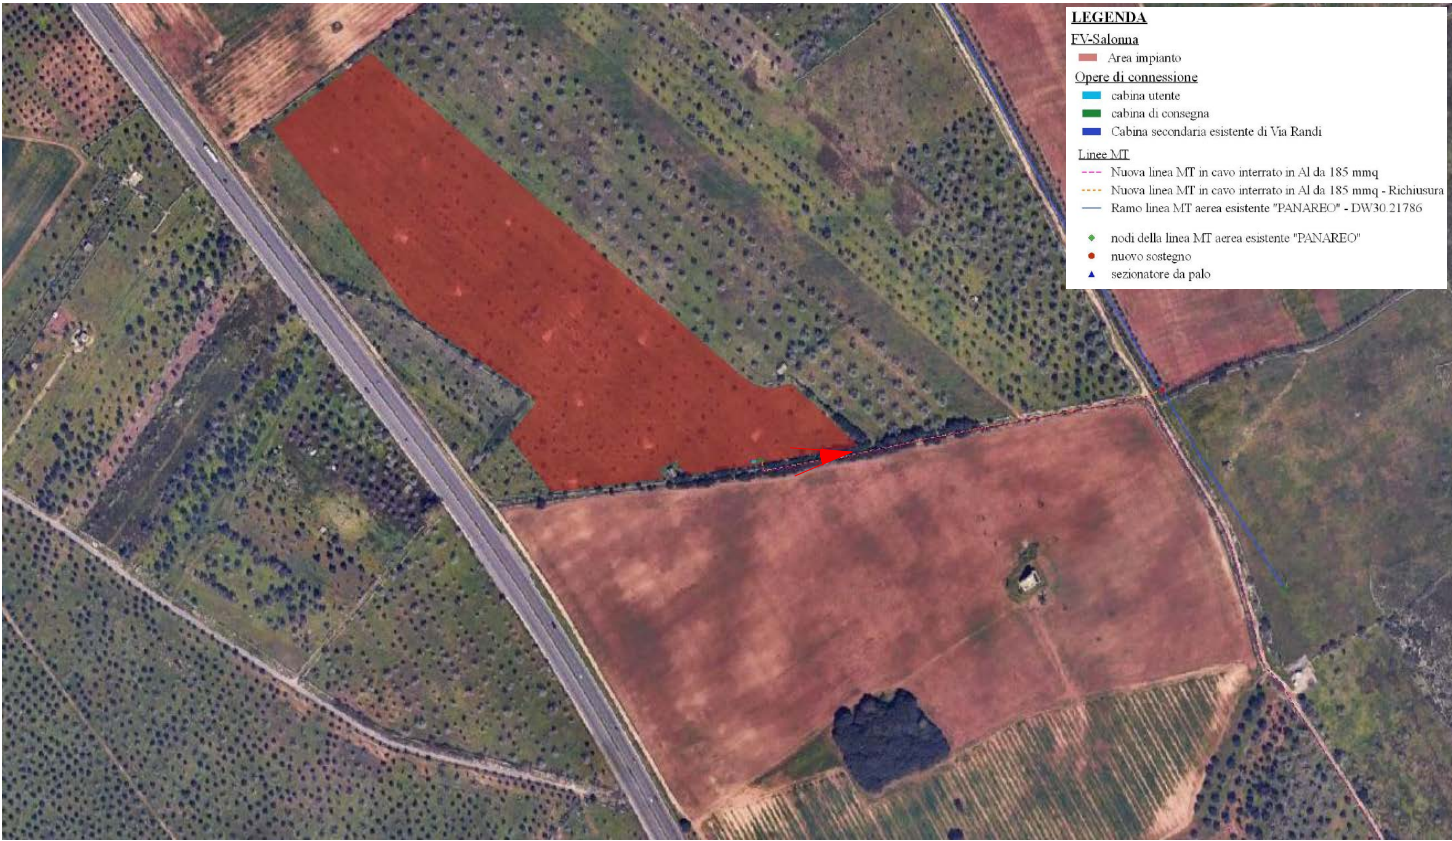 LEGENDA
FV-Salonna
Area impianto
Opere di connessione
cabina utente
cabina di consegna
Cabina secondaria esistente di Via Randi
Linee MT
Nuova linea MT in cavo interrato in Al da 185 mmq
Nuova linea MT in cavo interrato in Al da 185 mmq - Richiusura
Ramo linea MT aerea esistente "PANAREO" - DW30.21786
nodi della linea MT aerea esistente "PANAREO"
nuovo sostegno
sezionatore da palo